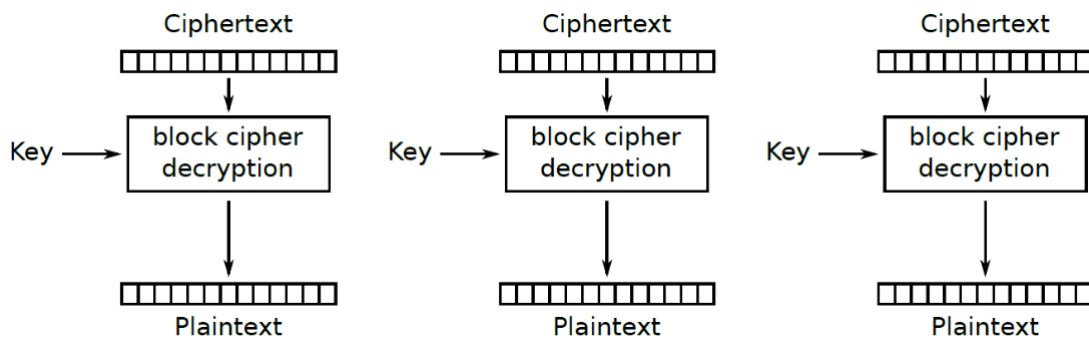 Ciphertext
Ciphertext
Ciphertext
Key
block cipher
decryption
Key
block cipher
decryption
Key
block cipher
decryption
Plaintext
Plaintext
Plaintext